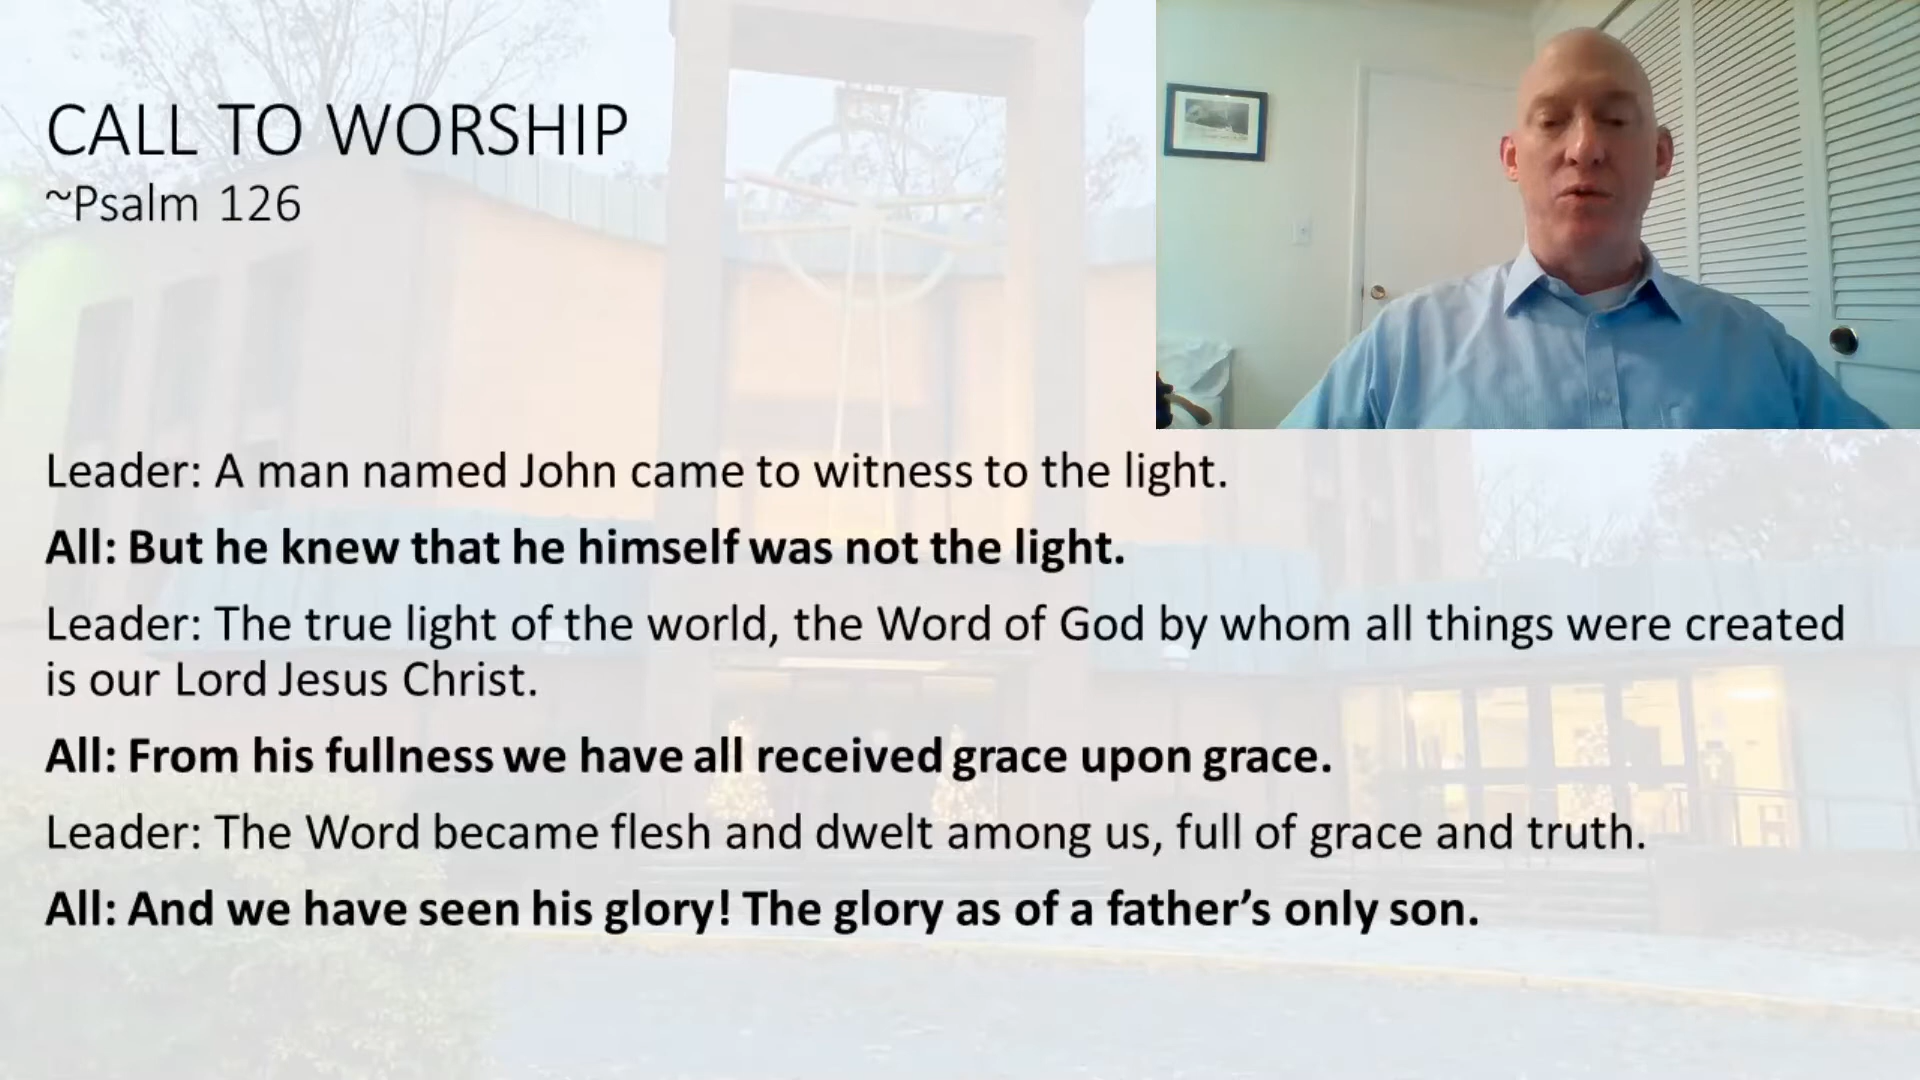 CALL TO WORSHIP
~Psalm 126
Leader: A man named John came to witness to the light.
All: But he knew that he himself was not the light.
Leader: The true light of the world, the Word of God by whom all things were created
is our Lord Jesus Christ.
All: From his fullness we have all received grace upon grace.
Leader: The Word became flesh and dwelt among us, full of grace and truth.
All: And we have seen his glory! The glory as of a father’s only son.